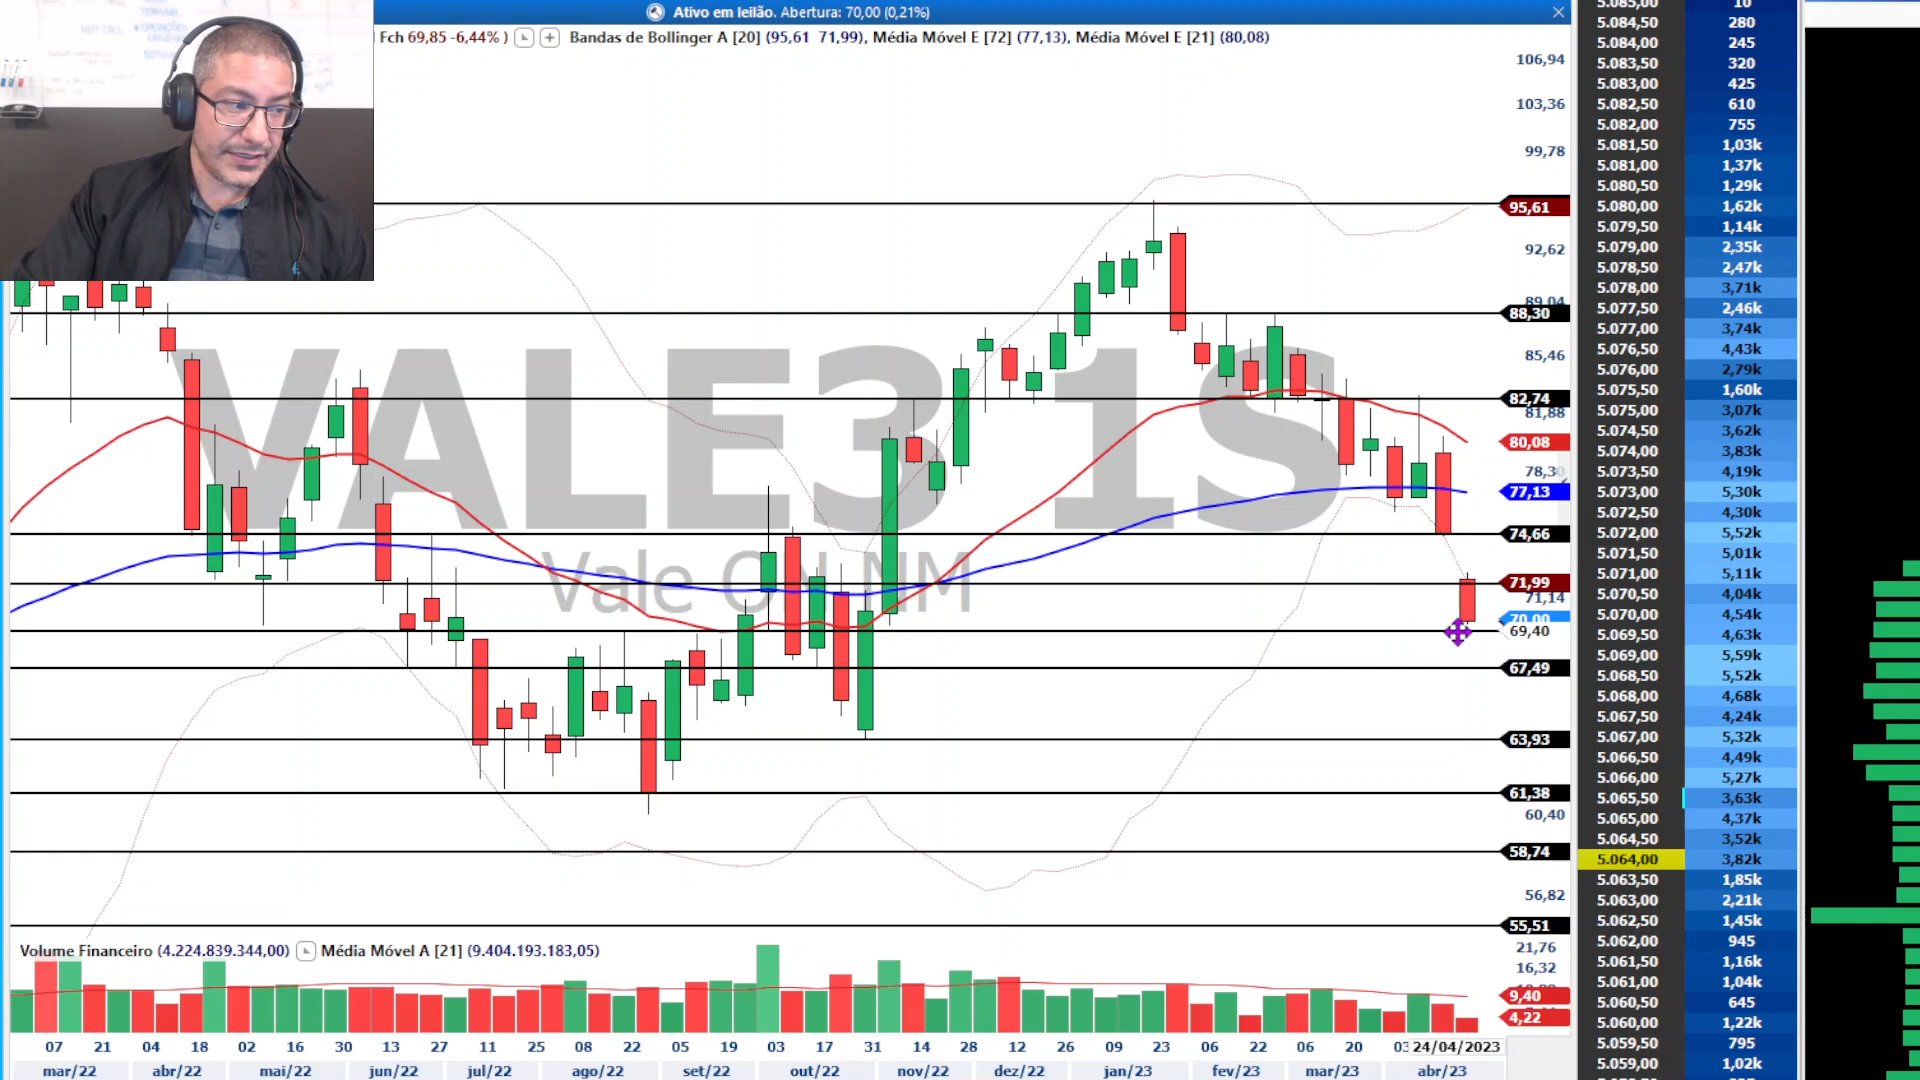 Ativo em leilão. Abertura: 70,00 (0,21%)
Fch 69,85 -6,44% ) Bandas de Bollinger A [20] (95,61 71,99), Média Móvel E [72] (77,13), Média Móvel E [21] (80,08)
106,94
103,36
99,78
95,61
92,62
89,04
88,30
85,46
82,74
81,88
80,08
78,30
77,13
74,66
71,99
71,14
70,00
69,40
67,49
63,93
61,38
60,40
58,74
56,82
55,51
VALE3 1S
Vale ON NM
Volume Financeiro (4.224.839.344,00) Média Móvel A [21] (9.404.193.183,05)
21,76
16,32
9,40
4,22
07 21 04 18 02 16 30 13 27 11 25 08 22 05 19 03 17 31 14 28 12 26 09 23 06 22 06 20 03 24/04/2023
mar/22 abr/22 mai/22 jun/22 jul/22 ago/22 set/22 out/22 nov/22 dez/22 jan/23 fev/23 mar/23 abr/23
5.085,00 10
5.084,50 280
5.084,00 245
5.083,50 320
5.083,00 425
5.082,50 610
5.082,00 755
5.081,50 1,03k
5.081,00 1,37k
5.080,50 1,29k
5.080,00 1,62k
5.079,50 1,14k
5.079,00 2,35k
5.078,50 2,47k
5.078,00 3,71k
5.077,50 2,46k
5.077,00 3,74k
5.076,50 4,43k
5.076,00 2,79k
5.075,50 1,60k
5.075,00 3,07k
5.074,50 3,62k
5.074,00 3,83k
5.073,50 4,19k
5.073,00 5,30k
5.072,50 4,30k
5.072,00 5,52k
5.071,50 5,01k
5.071,00 5,11k
5.070,50 4,04k
5.070,00 4,54k
5.069,50 4,63k
5.069,00 5,59k
5.068,50 5,52k
5.068,00 4,68k
5.067,50 4,24k
5.067,00 5,32k
5.066,50 4,49k
5.066,00 5,27k
5.065,50 3,63k
5.065,00 4,37k
5.064,50 3,52k
5.064,00 3,82k
5.063,50 1,85k
5.063,00 2,21k
5.062,50 1,45k
5.062,00 945
5.061,50 1,16k
5.061,00 1,04k
5.060,50 645
5.060,00 1,22k
5.059,50 795
5.059,00 1,02k